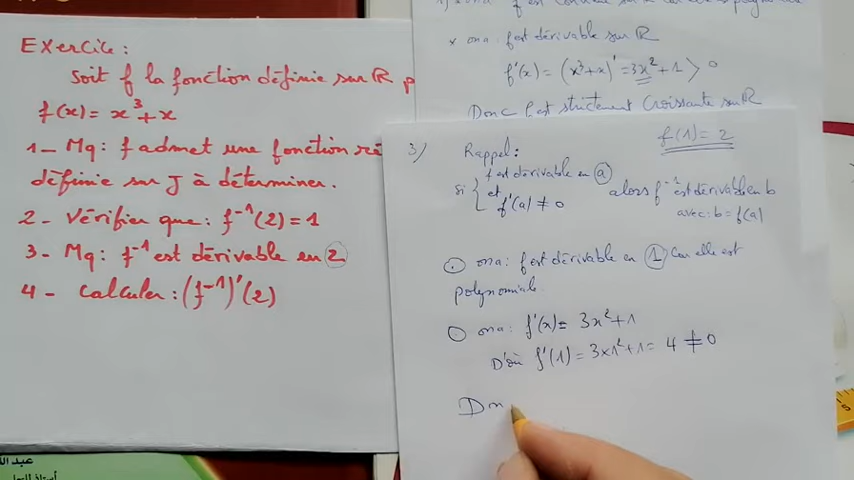 Exercice:
soit f la fonction définie sur ℝ p
f(x) = x³+x
1- Mq: f admet une fonction ré
définie sur J à déterminer.
2- Vérifier que: f⁻¹(2)=1
3- Mq: f⁻¹ est dérivable en 2
4- calculer: (f⁻¹)'(2)
* ona: f est dérivable sur ℝ
f'(x) = (x³+x)' = 3x²+1 > 0
Donc f est strictement croissante sur ℝ
f(1) = 2
3) Rappel:
si { f est dérivable en a
et
f'(a) ≠ 0
alors f⁻¹ est dérivable en b
avec: b = f(a)
ona: f est dérivable en 1 car elle est
polynomiale.
ona: f'(x) = 3x²+1
D'où f'(1) = 3×1²+1 = 4 ≠ 0
Don